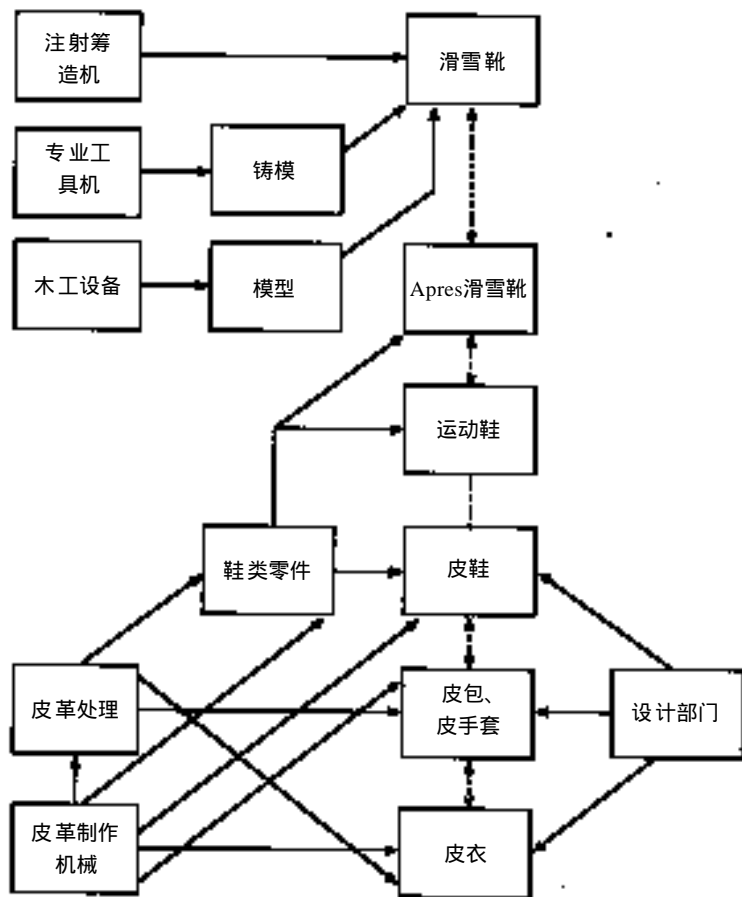 注射筹
造机
滑雪靴
专业工
具机
铸模
木工设备
模型
Apres滑雪靴
运动鞋
鞋类零件
皮鞋
皮革处理
皮包、
皮手套
设计部门
皮革制作
机械
皮衣